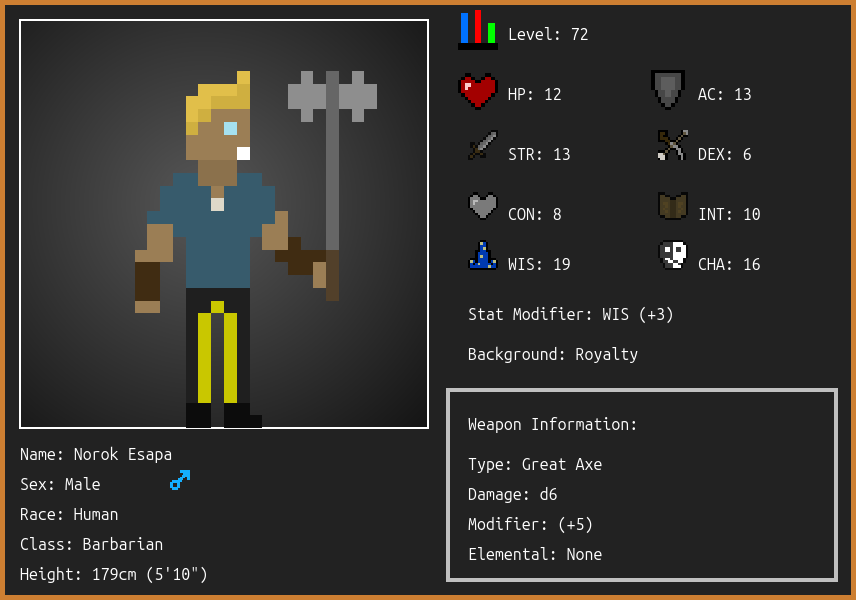 Level: 72
HP: 12
AC: 13
STR: 13
DEX: 6
CON: 8
INT: 10
WIS: 19
CHA: 16
Stat Modifier: WIS (+3)
Background: Royalty
Weapon Information:
Type: Great Axe
Damage: d6
Modifier: (+5)
Elemental: None
Name: Norok Esapa
Sex: Male
Race: Human
Class: Barbarian
Height: 179cm (5'10")